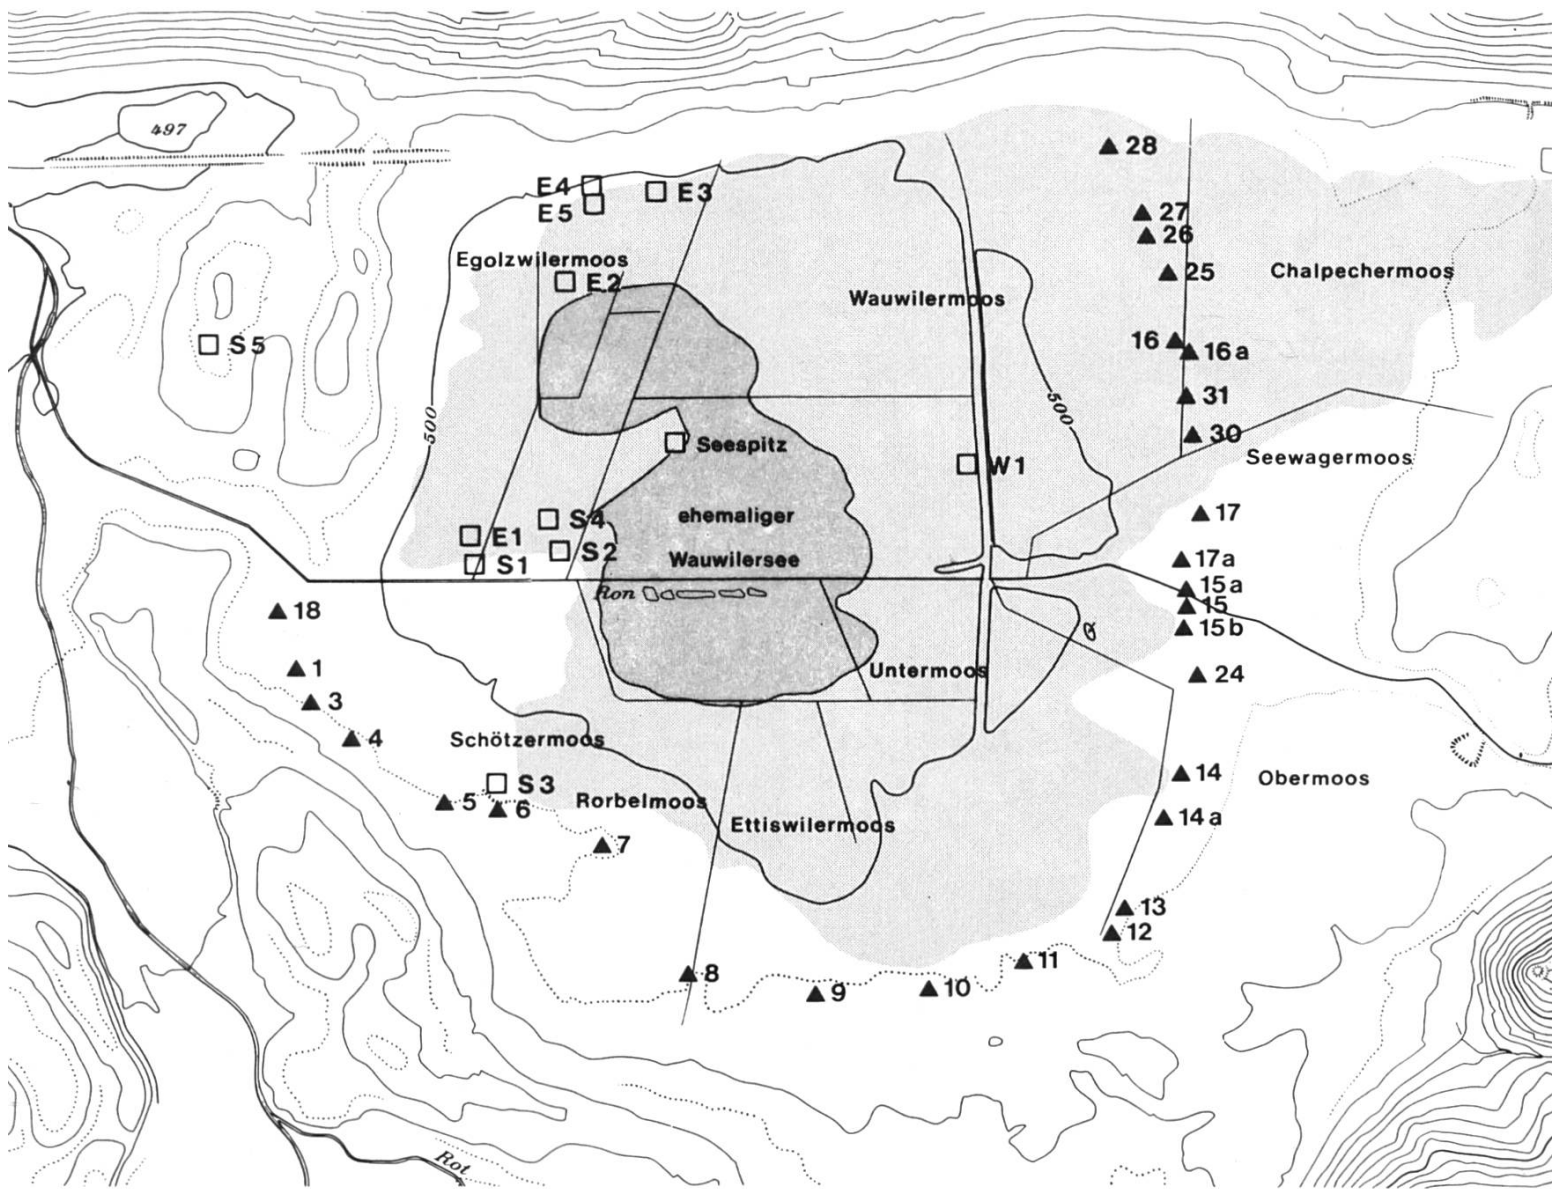 497
28
E4
E3
E5
27
26
Egolzwilermoos
25
Chalpechermoos
E2
Wauwilermoos
S5
16
16a
31
500
500
30
Seespitz
Seewagermoos
W1
17
S4
ehemaliger
E1
S2
Wauwilersee
17a
S1
15a
Ron
15
18
15b
1
Untermoos
24
3
4
Schötzermoos
14
Obermoos
S3
5
6
Rorbelmoos
Ettiswilermoos
14a
7
13
12
8
11
9
10
Rot